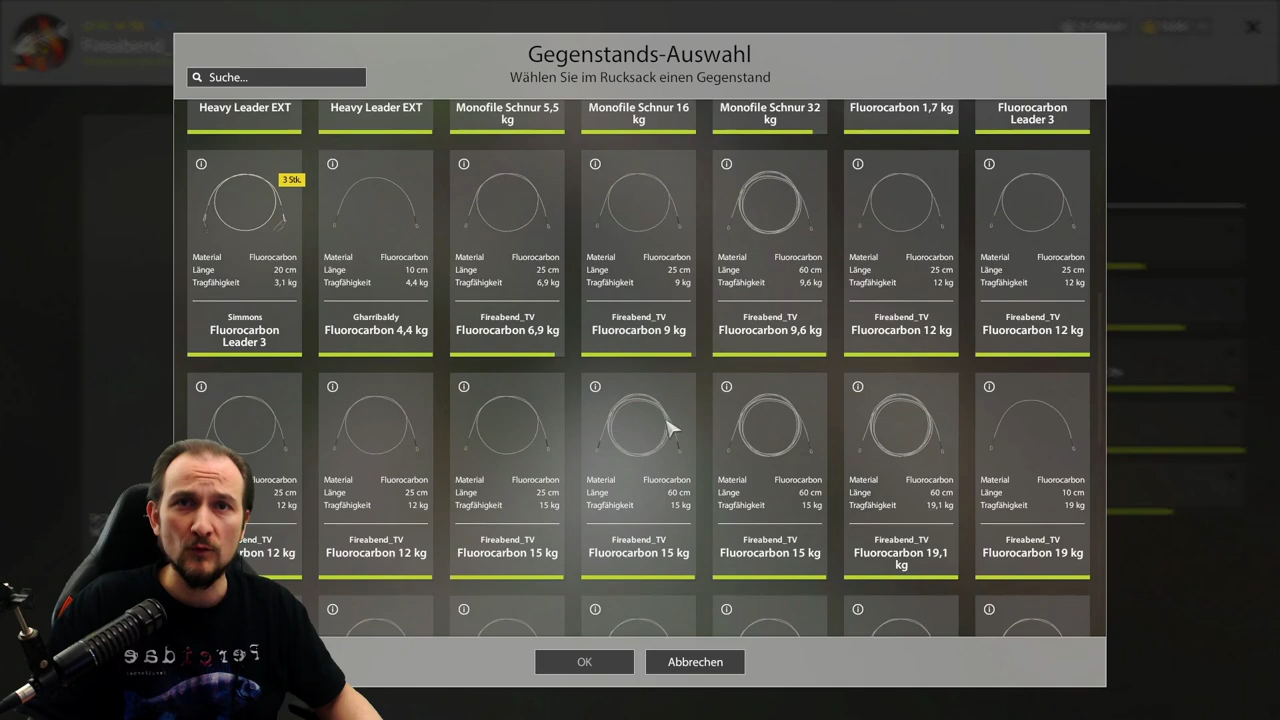 Gegenstands-Auswahl
Suche...
Wählen Sie im Rucksack einen Gegenstand
Heavy Leader EXT
Heavy Leader EXT
Monofile Schnur 5,5
kg
Monofile Schnur 16
kg
Monofile Schnur 32
kg
Fluorocarbon 1,7 kg
Fluorocarbon
Leader 3
3 Stk.
Material Fluorocarbon
Länge 20 cm
Tragfähigkeit 3,1 kg
Simmons
Fluorocarbon
Leader 3
Material Fluorocarbon
Länge 10 cm
Tragfähigkeit 4,4 kg
Gharribaldy
Fluorocarbon 4,4 kg
Material Fluorocarbon
Länge 25 cm
Tragfähigkeit 6,9 kg
Fireabend_TV
Fluorocarbon 6,9 kg
Material Fluorocarbon
Länge 25 cm
Tragfähigkeit 9 kg
Fireabend_TV
Fluorocarbon 9 kg
Material Fluorocarbon
Länge 60 cm
Tragfähigkeit 9,6 kg
Fireabend_TV
Fluorocarbon 9,6 kg
Material Fluorocarbon
Länge 25 cm
Tragfähigkeit 12 kg
Fireabend_TV
Fluorocarbon 12 kg
Material Fluorocarbon
Länge 25 cm
Tragfähigkeit 12 kg
Fireabend_TV
Fluorocarbon 12 kg
luorocarbon
25 cm
12 kg
d_TV
bon 12 kg
Material Fluorocarbon
Länge 25 cm
Tragfähigkeit 12 kg
Fireabend_TV
Fluorocarbon 12 kg
Material Fluorocarbon
Länge 25 cm
Tragfähigkeit 15 kg
Fireabend_TV
Fluorocarbon 15 kg
Material Fluorocarbon
Länge 60 cm
Tragfähigkeit 15 kg
Fireabend_TV
Fluorocarbon 15 kg
Material Fluorocarbon
Länge 60 cm
Tragfähigkeit 15 kg
Fireabend_TV
Fluorocarbon 15 kg
Material Fluorocarbon
Länge 60 cm
Tragfähigkeit 19,1 kg
Fireabend_TV
Fluorocarbon 19,1
kg
Material Fluorocarbon
Länge 10 cm
Tragfähigkeit 19 kg
Fireabend_TV
Fluorocarbon 19 kg
OK
Abbrechen